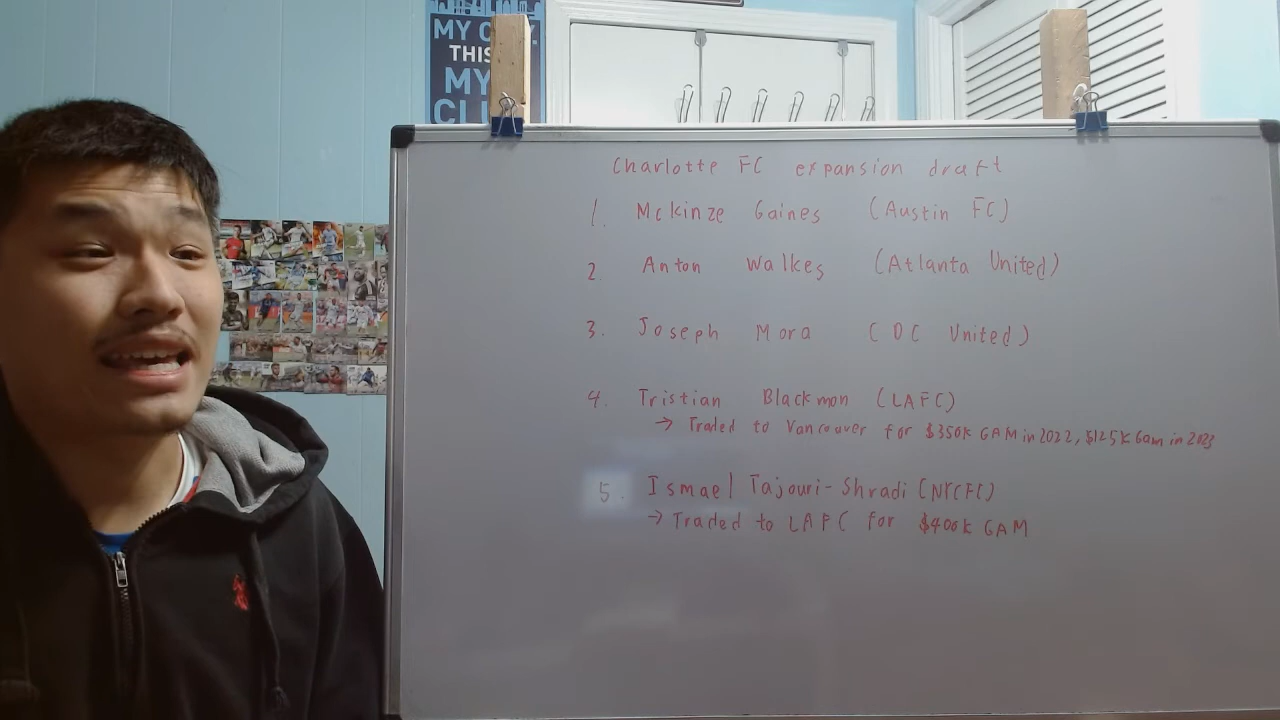 MY
THIS
MY
Charlotte FC expansion draft
1. Mckinze Gaines (Austin FC)
2. Anton Walkes (Atlanta United)
3. Joseph Mora (DC United)
4. Tristian Blackmon (LAFC)
→ Traded to Vancouver for $350K GAM in 2022, $125K Gam in 2023
5. Ismael Tajouri-Shradi (NYCFC)
→ Traded to LAFC for $400K GAM